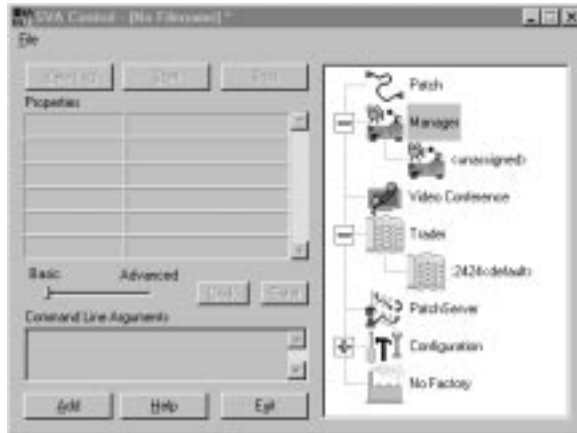 SVA Control - [No Filename] *
File
Start
Properties
Basic Advanced
Command Line Arguments
Add Help Exit
Patch
Manager
<unassigned>
Video Conference
Trader
:2424<default>
PatchServer
Configuration
No Factory